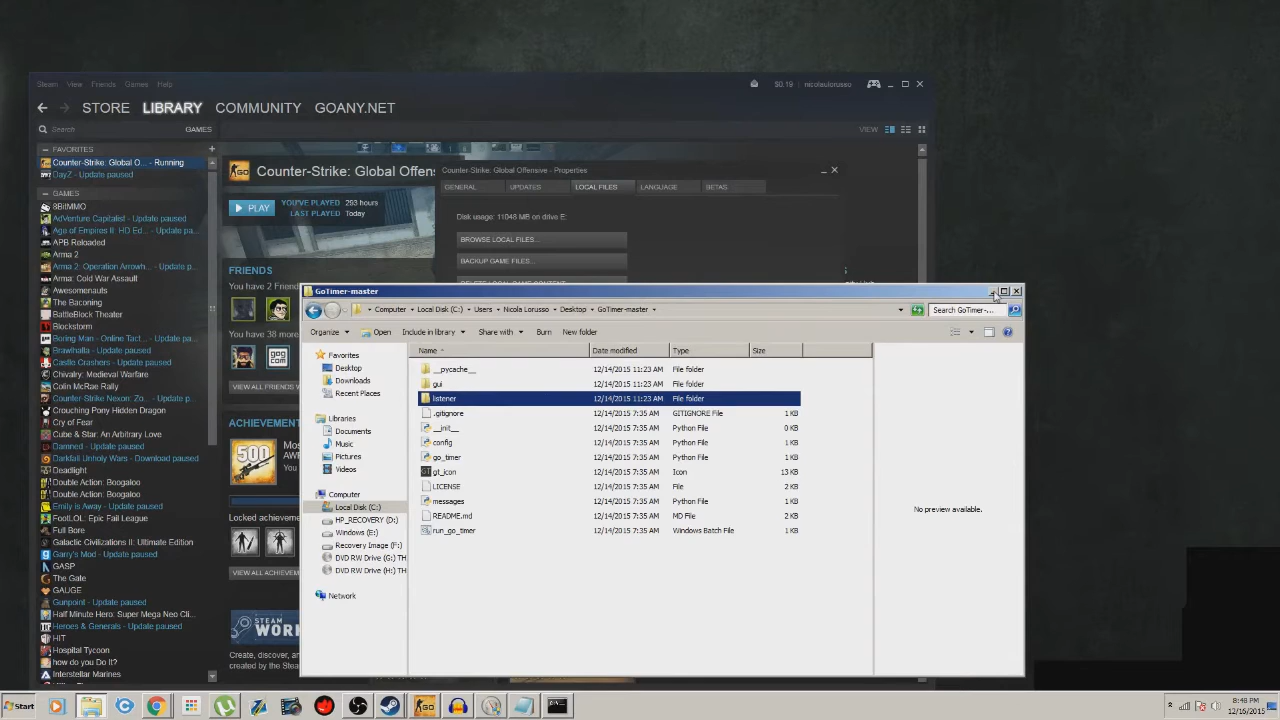 Steam View Friends Games Help
$0.19 nicolaulorusso
STORE LIBRARY COMMUNITY GOANY.NET
Search GAMES VIEW
FAVORITES
Counter-Strike: Global O... - Running
DayZ - Update paused
GAMES
8BitMMO
AdVenture Capitalist - Update paused
Age of Empires II: HD Ed... - Update pa...
APB Reloaded
Arma 2
Arma 2: Operation Arrowh... - Update p...
Arma: Cold War Assault
Awesomenauts
The Baconing
BattleBlock Theater
Blockstorm
Boring Man - Online Tact... - Update pa...
Brawlhalla - Update paused
Castle Crashers - Update paused
Chivalry: Medieval Warfare
Colin McRae Rally
Counter-Strike Nexon: Zo... - Update p...
Crouching Pony Hidden Dragon
Cry of Fear
Cube & Star: An Arbitrary Love
Damned - Update paused
Darkfall Unholy Wars - Download paused
Deadlight
Double Action: Boogaloo
Double Action: Boogaloo
Emily is Away - Update paused
FootLOL: Epic Fail League
Full Bore
Galactic Civilizations II: Ultimate Edition
Garry's Mod - Update paused
GASP
The Gate
GAUGE
Gunpoint - Update paused
Half Minute Hero: Super Mega Neo Cli...
Heroes & Generals - Update paused
HIT
Hospital Tycoon
how do you Do It?
Interstellar Marines
Counter-Strike: Global Offens
PLAY
YOU'VE PLAYED 293 hours
LAST PLAYED Today
FRIENDS
You have 2 Frie
You have 38 more
VIEW ALL FRIENDS W
ACHIEVEMEN
500
Mos
AW
Locked achieveme
VIEW ALL ACHIEVEM
STEAM
WOR
Create, discover, an
created by the Stea
Counter-Strike: Global Offensive - Properties
GENERAL UPDATES LOCAL FILES LANGUAGE BETAS
Disk usage: 11048 MB on drive E:
BROWSE LOCAL FILES...
BACKUP GAME FILES...
GoTimer-master
Computer Local Disk (C:) Users Nicola Lorusso Desktop GoTimer-master
Search GoTimer-...
Organize Open Include in library Share with Burn New folder
Favorites
Desktop
Downloads
Recent Places
Libraries
Documents
Music
Pictures
Videos
Computer
Local Disk (C:)
HP_RECOVERY (D:)
Windows (E:)
Recovery Image (F:)
DVD RW Drive (G:) TH
DVD RW Drive (H:) TH
Network
Name Date modified Type Size
__pycache__ 12/14/2015 11:23 AM File folder
gui 12/14/2015 11:23 AM File folder
listener 12/14/2015 11:23 AM File folder
.gitignore 12/14/2015 7:35 AM GITIGNORE File 1 KB
__init__ 12/14/2015 7:35 AM Python File 0 KB
config 12/14/2015 7:35 AM Python File 1 KB
go_timer 12/14/2015 7:35 AM Python File 1 KB
gt_icon 12/14/2015 7:35 AM Icon 13 KB
LICENSE 12/14/2015 7:35 AM File 2 KB
messages 12/14/2015 7:35 AM Python File 1 KB
README.md 12/14/2015 7:35 AM MD File 2 KB
run_go_timer 12/14/2015 7:35 AM Windows Batch File 1 KB
No preview available.
Start
8:48 PM
12/16/2015